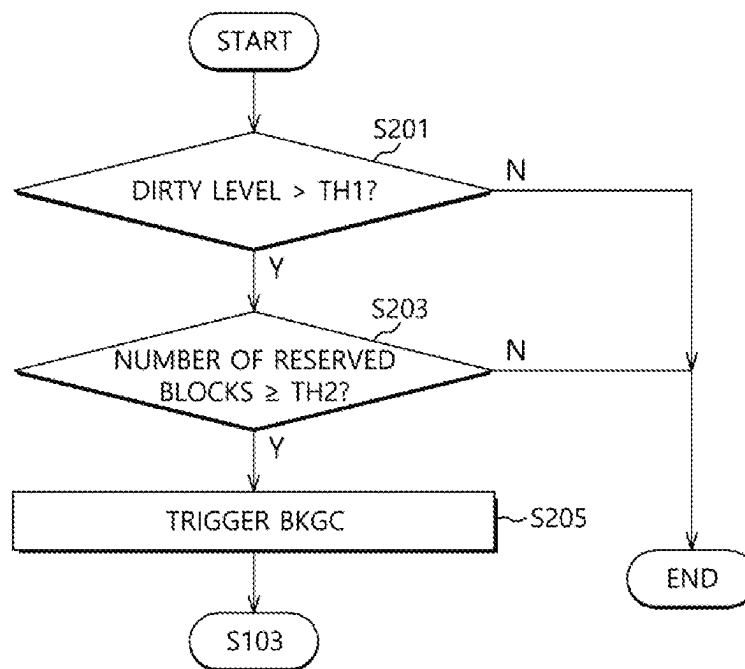 START
S201
DIRTY LEVEL > TH1?
N
Y
S203
NUMBER OF RESERVED
BLOCKS ≥ TH2?
N
Y
TRIGGER BKGC
S205
END
S103